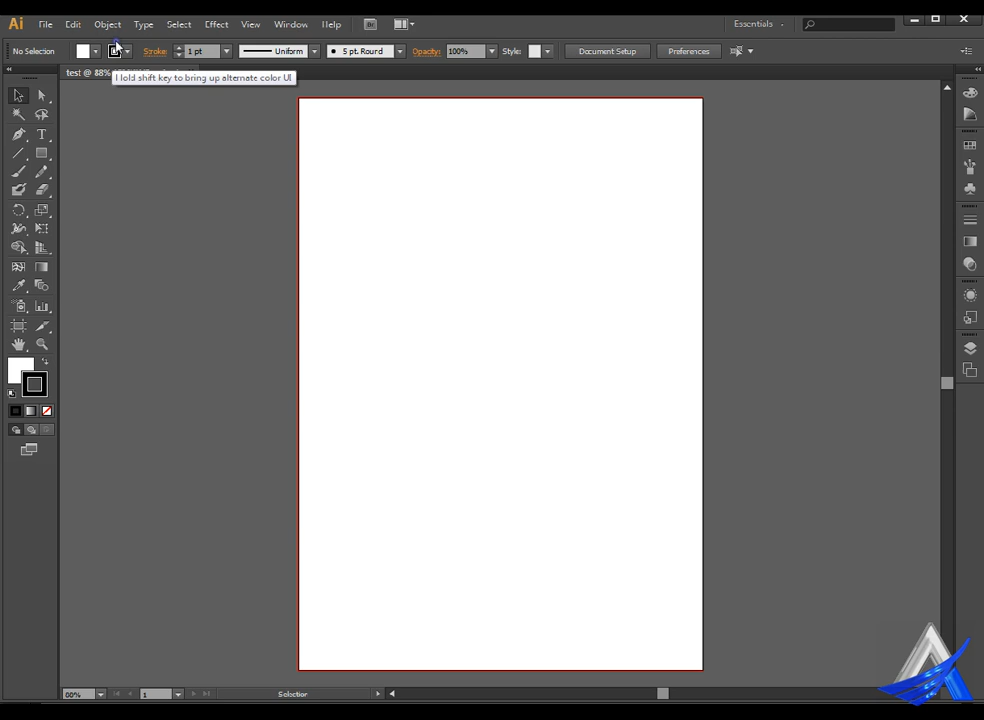 Ai File Edit Object Type Select Effect View Window Help Br Essentials
No Selection Stroke: 1 pt Uniform 5 pt. Round Opacity: 100% Style: Document Setup Preferences
test @ 88%
Hold shift key to bring up alternate color UI
T
1 Selection